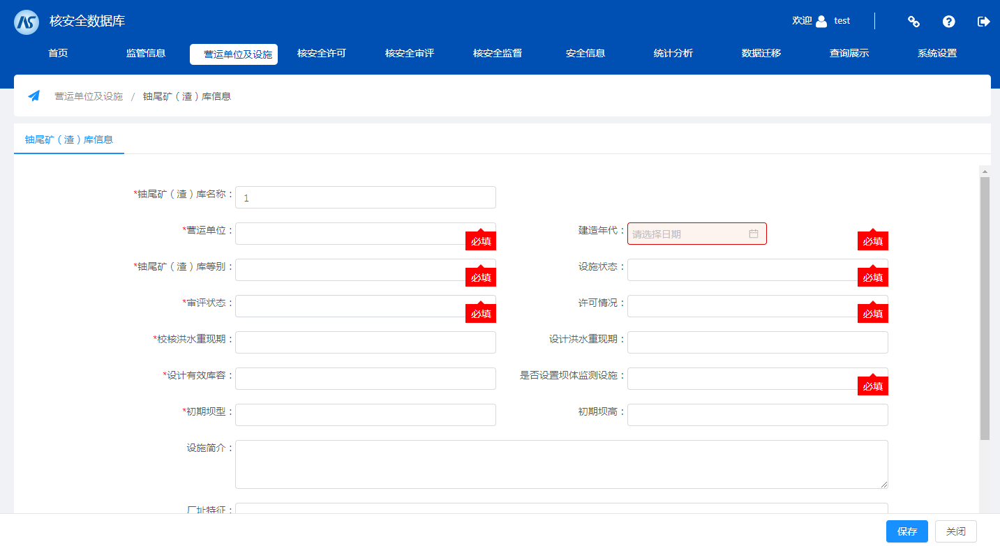 核安全数据库
欢迎 test
首页 监管信息 营运单位及设施 核安全许可 核安全审评 核安全监督 安全信息 统计分析 数据迁移 查询展示 系统设置
营运单位及设施 / 铀尾矿（渣）库信息
铀尾矿（渣）库信息
*铀尾矿（渣）库名称： 1
*营运单位： 必填 建造年代： 请选择日期 必填
*铀尾矿（渣）库等别： 必填 设施状态： 必填
*审评状态： 必填 许可情况： 必填
*校核洪水重现期： 设计洪水重现期：
*设计有效库容： 是否设置坝体监测设施： 必填
*初期坝型： 初期坝高：
设施简介：
厂址特征：
保存 关闭